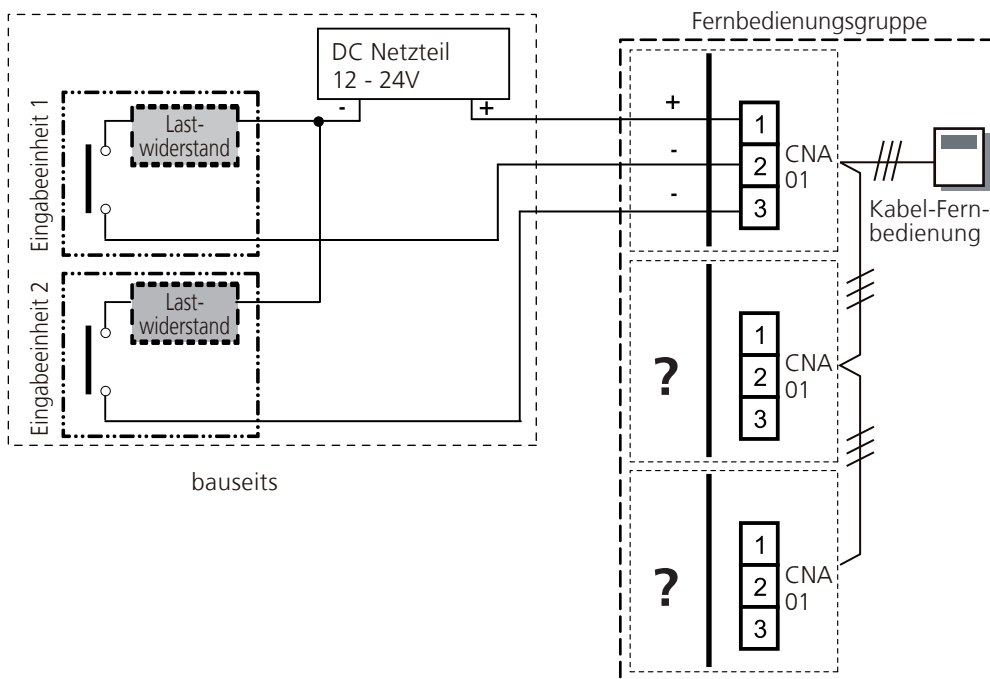 Fernbedienungsgruppe
DC Netzteil
12 - 24V
- +
Eingabeeinheit 1
Last-
widerstand
+
-
-
1
2
3
CNA
01
Kabel-Fern-
bedienung
Eingabeeinheit 2
Last-
widerstand
?
1
2
3
CNA
01
bauseits
?
1
2
3
CNA
01